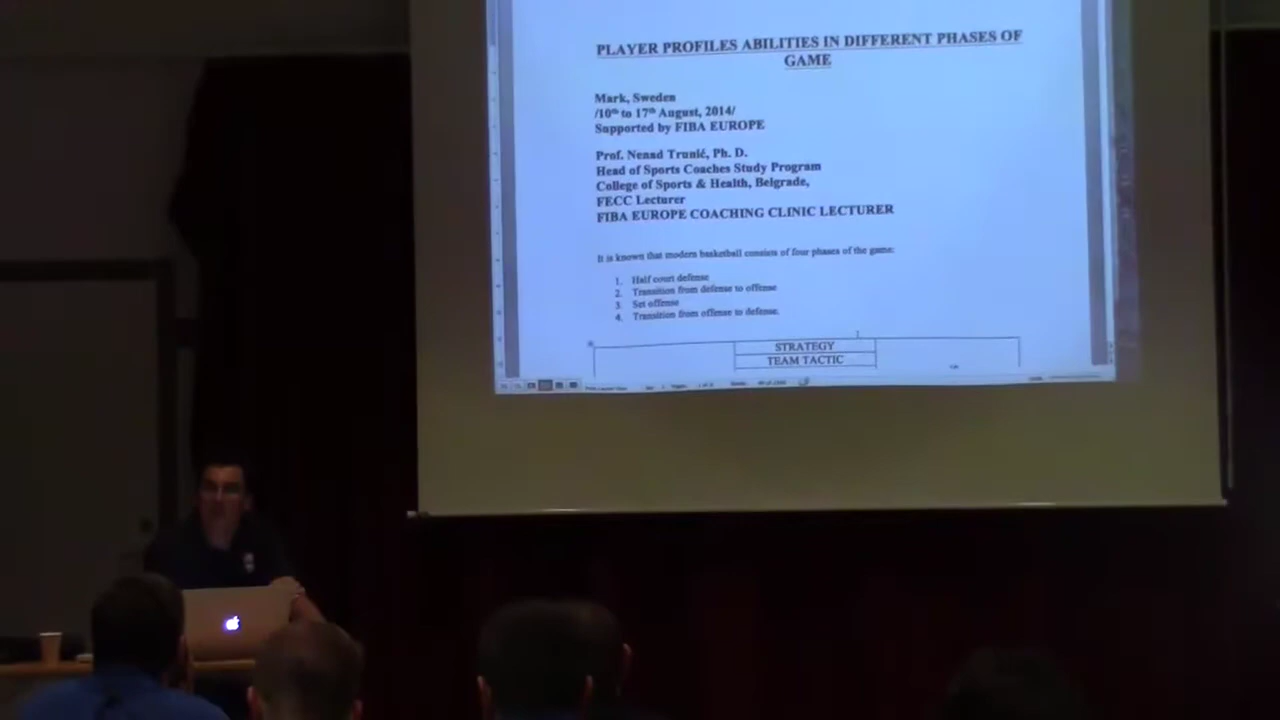 PLAYER PROFILES ABILITIES IN DIFFERENT PHASES OF
GAME
Mark, Sweden
/10th to 17th August, 2014/
Supported by FIBA EUROPE
Prof. Nenad Trunić, Ph. D.
Head of Sports Coaches Study Program
College of Sports & Health, Belgrade,
FECC Lecturer
FIBA EUROPE COACHING CLINIC LECTURER
It is known that modern basketball consists of four phases of the game:
1. Half court defense
2. Transition from defense to offense
3. Set offense
4. Transition from offense to defense.
STRATEGY
TEAM TACTIC